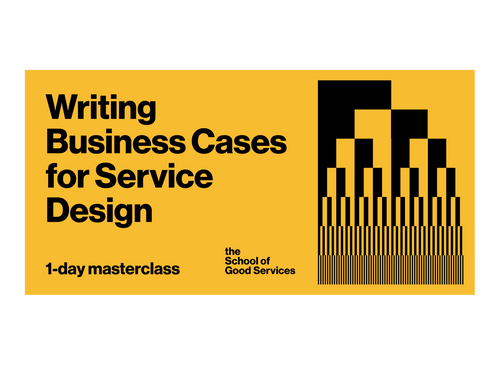 Writing
Business Cases
for Service
Design
1-day masterclass
the
School of
Good Services